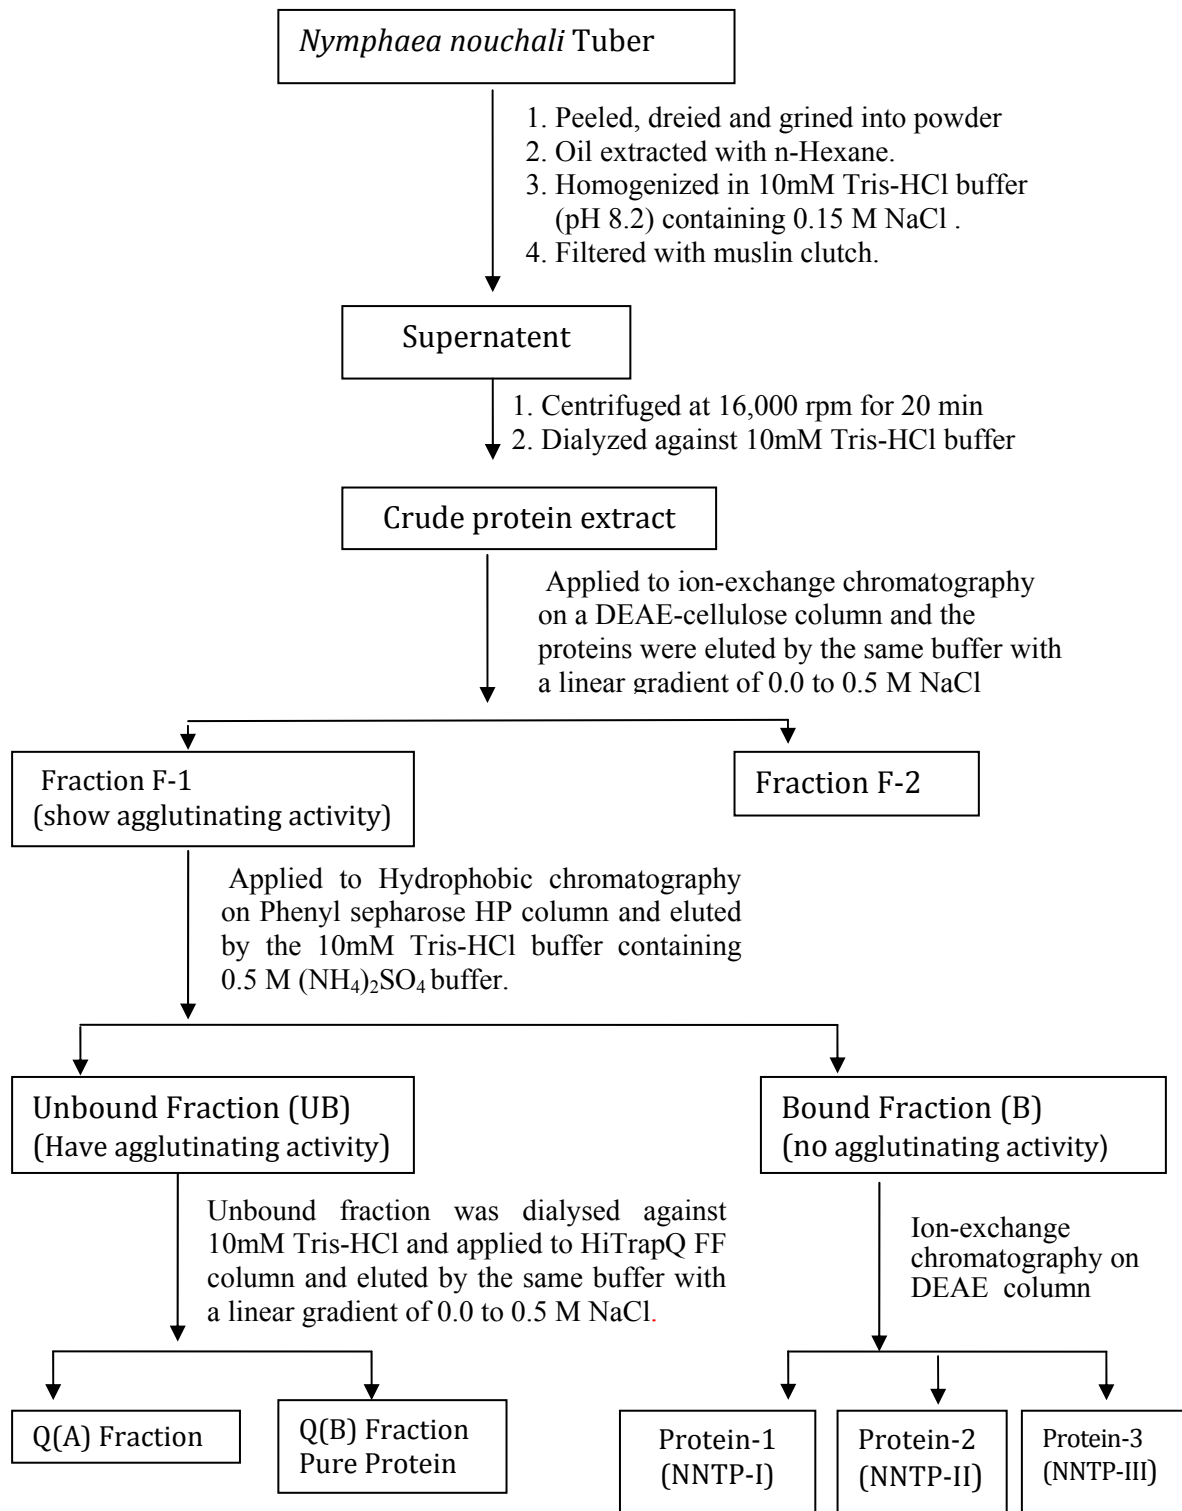 Nymphaea nouchali Tuber
1. Peeled, dreied and grined into powder
2. Oil extracted with n-Hexane.
3. Homogenized in 10mM Tris-HCl buffer
(pH 8.2) containing 0.15 M NaCl .
4. Filtered with muslin clutch.
Supernatent
1. Centrifuged at 16,000 rpm for 20 min
2. Dialyzed against 10mM Tris-HCl buffer
Crude protein extract
Applied to ion-exchange chromatography
on a DEAE-cellulose column and the
proteins were eluted by the same buffer with
a linear gradient of 0.0 to 0.5 M NaCl
Fraction F-1
(show agglutinating activity)
Fraction F-2
Applied to Hydrophobic chromatography
on Phenyl sepharose HP column and eluted
by the 10mM Tris-HCl buffer containing
0.5 M (NH₄)₂SO₄ buffer.
Unbound Fraction (UB)
(Have agglutinating activity)
Bound Fraction (B)
(no agglutinating activity)
Unbound fraction was dialysed against
10mM Tris-HCl and applied to HiTrapQ FF
column and eluted by the same buffer with
a linear gradient of 0.0 to 0.5 M NaCl.
Ion-exchange
chromatography on
DEAE column
Q(A) Fraction
Q(B) Fraction
Pure Protein
Protein-1
(NNTP-I)
Protein-2
(NNTP-II)
Protein-3
(NNTP-III)